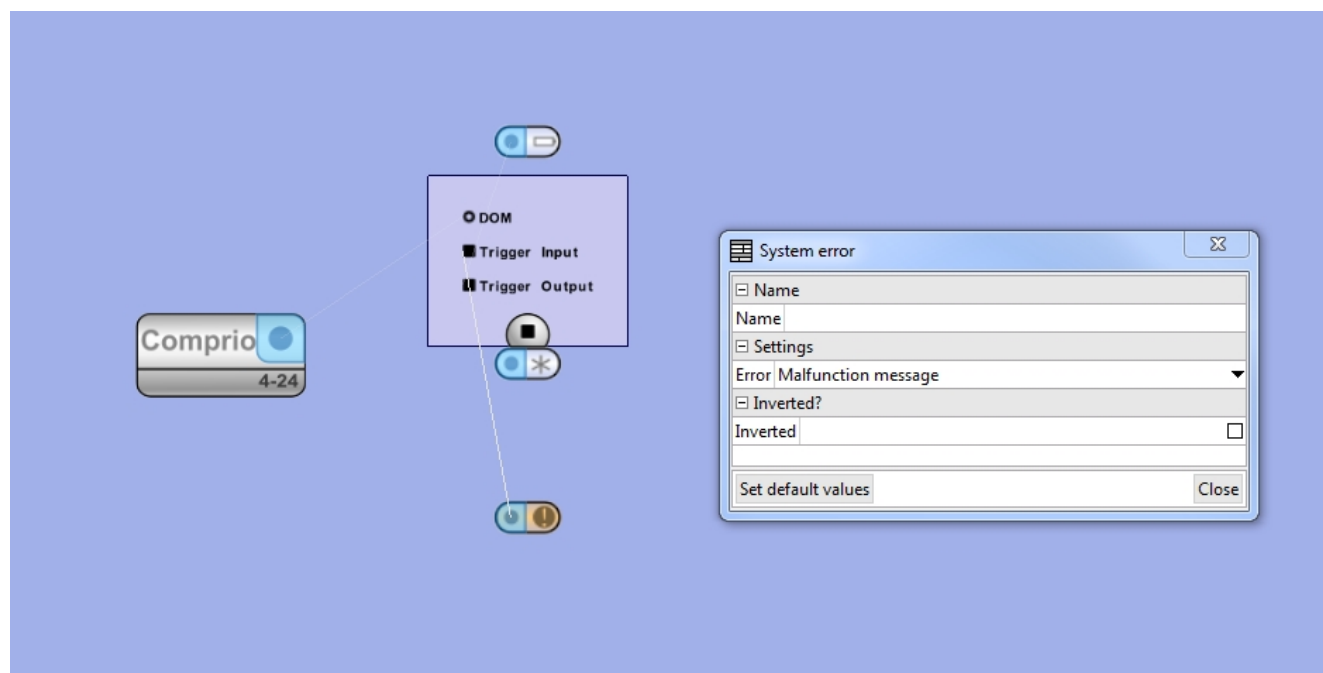 DOM
Trigger Input
Trigger Output
Comprio
4-24
System error
Name
Name
Settings
Error Malfunction message
Inverted?
Inverted
Set default values Close